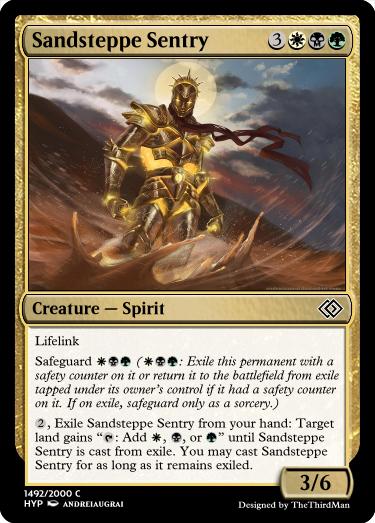 Sandsteppe Sentry 3
Creature — Spirit
Lifelink
Safeguard ( : Exile this permanent with a
safety counter on it or return it to the battlefield from exile
tapped under its owner's control if it had a safety counter
on it. If on exile, safeguard only as a sorcery.)
2, Exile Sandsteppe Sentry from your hand: Target
land gains “ : Add , , or ” until Sandsteppe
Sentry is cast from exile. You may cast Sandsteppe
Sentry for as long as it remains exiled.
3/6
1492/2000 C
HYP ANDREIAUGRAI
Designed by TheThirdMan